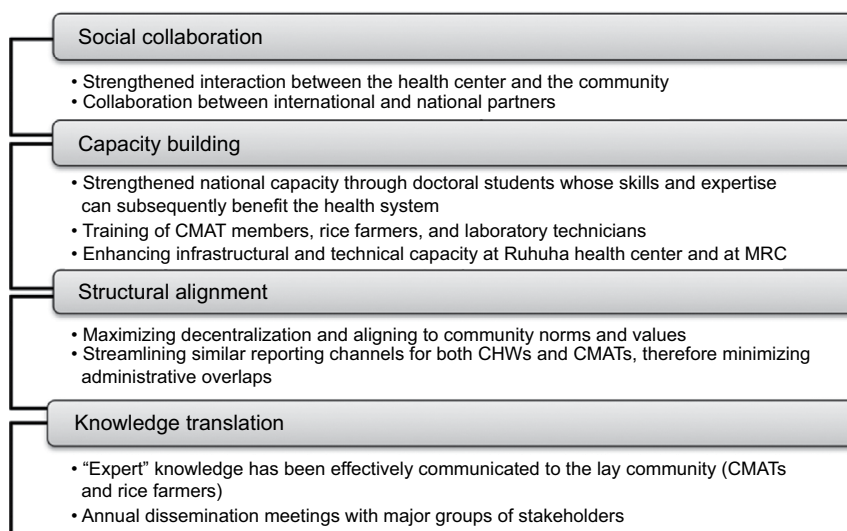 Social collaboration
• Strengthened interaction between the health center and the community
• Collaboration between international and national partners
Capacity building
• Strengthened national capacity through doctoral students whose skills and expertise
can subsequently benefit the health system
• Training of CMAT members, rice farmers, and laboratory technicians
• Enhancing infrastructural and technical capacity at Ruhuha health center and at MRC
Structural alignment
• Maximizing decentralization and aligning to community norms and values
• Streamlining similar reporting channels for both CHWs and CMATs, therefore minimizing
administrative overlaps
Knowledge translation
• “Expert” knowledge has been effectively communicated to the lay community (CMATs
and rice farmers)
• Annual dissemination meetings with major groups of stakeholders